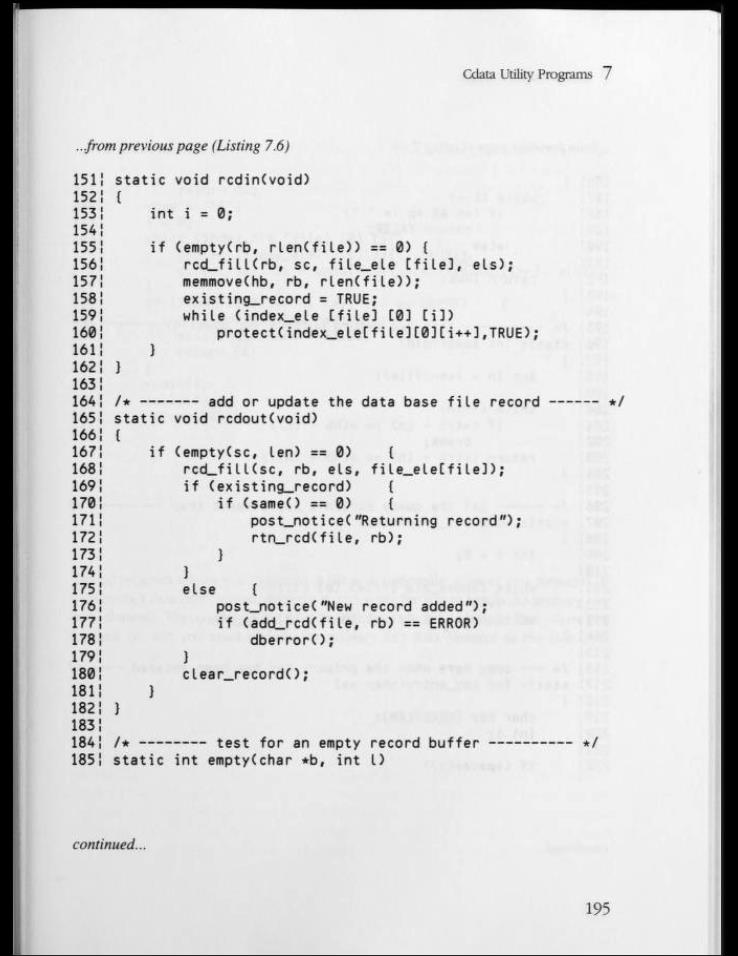 Cdata Utility Programs 7
...from previous page (Listing 7.6)
151¦ static void rcdin(void)
152¦ {
153¦     int i = 0;
154¦
155¦     if (empty(rb, rlen(file)) == 0) {
156¦         rcd_fill(rb, sc, file_ele [file], els);
157¦         memmove(hb, rb, rlen(file));
158¦         existing_record = TRUE;
159¦         while (index_ele [file] [0] [i])
160¦             protect(index_ele[file][0][i++],TRUE);
161¦     }
162¦ }
163¦
164¦ /* ------- add or update the data base file record ------ */
165¦ static void rcdout(void)
166¦ {
167¦     if (empty(sc, len) == 0)    {
168¦         rcd_fill(sc, rb, els, file_ele[file]);
169¦         if (existing_record)    {
170¦             if (same() == 0)    {
171¦                 post_notice("Returning record");
172¦                 rtn_rcd(file, rb);
173¦             }
174¦         }
175¦         else    {
176¦             post_notice("New record added");
177¦             if (add_rcd(file, rb) == ERROR)
178¦                 dberror();
179¦         }
180¦         clear_record();
181¦     }
182¦ }
183¦
184¦ /* -------- test for an empty record buffer ---------- */
185¦ static int empty(char *b, int l)
continued...
195